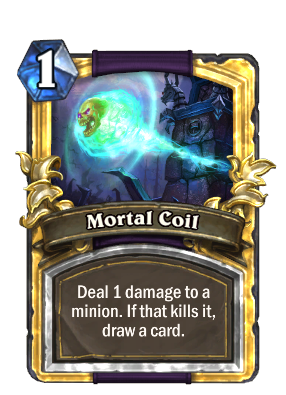 1
Mortal Coil
Deal 1 damage to a
minion. If that kills it,
draw a card.